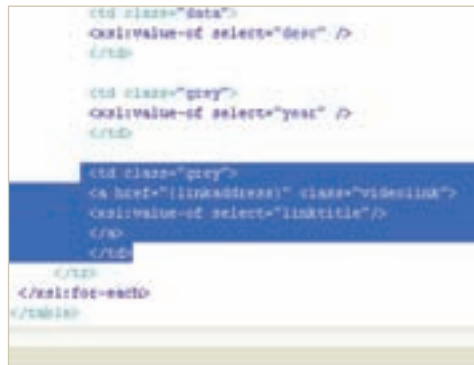 <td class="data">
<xsl:value-of select="desc" />
</td>
<td class="grey">
<xsl:value-of select="year" />
</td>
<td class="grey">
<a href="{linkaddress}" class="videolink">
<xsl:value-of select="linktitle"/>
</a>
</td>
</tr>
</xsl:for-each>
</table>